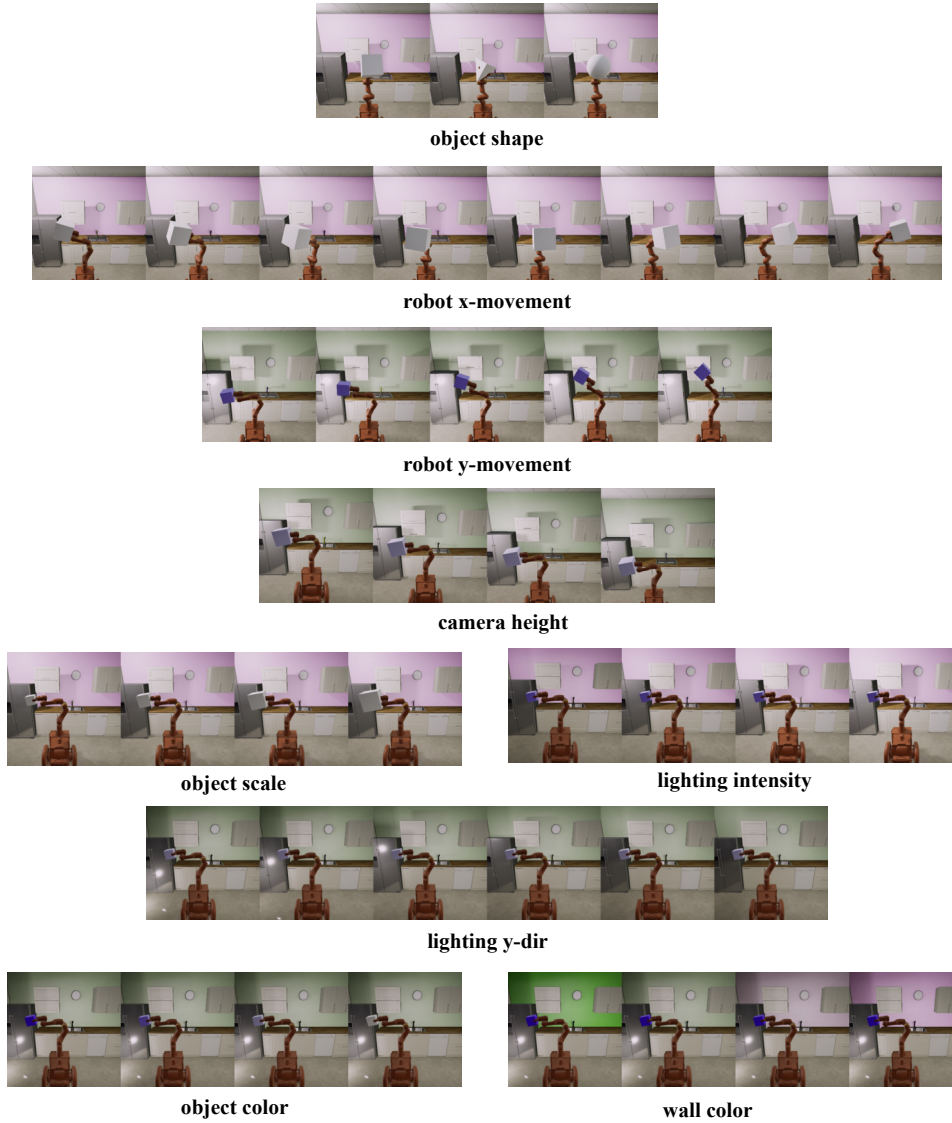 object shape
robot x-movement
robot y-movement
camera height
object scale
lighting intensity
lighting y-dir
object color
wall color